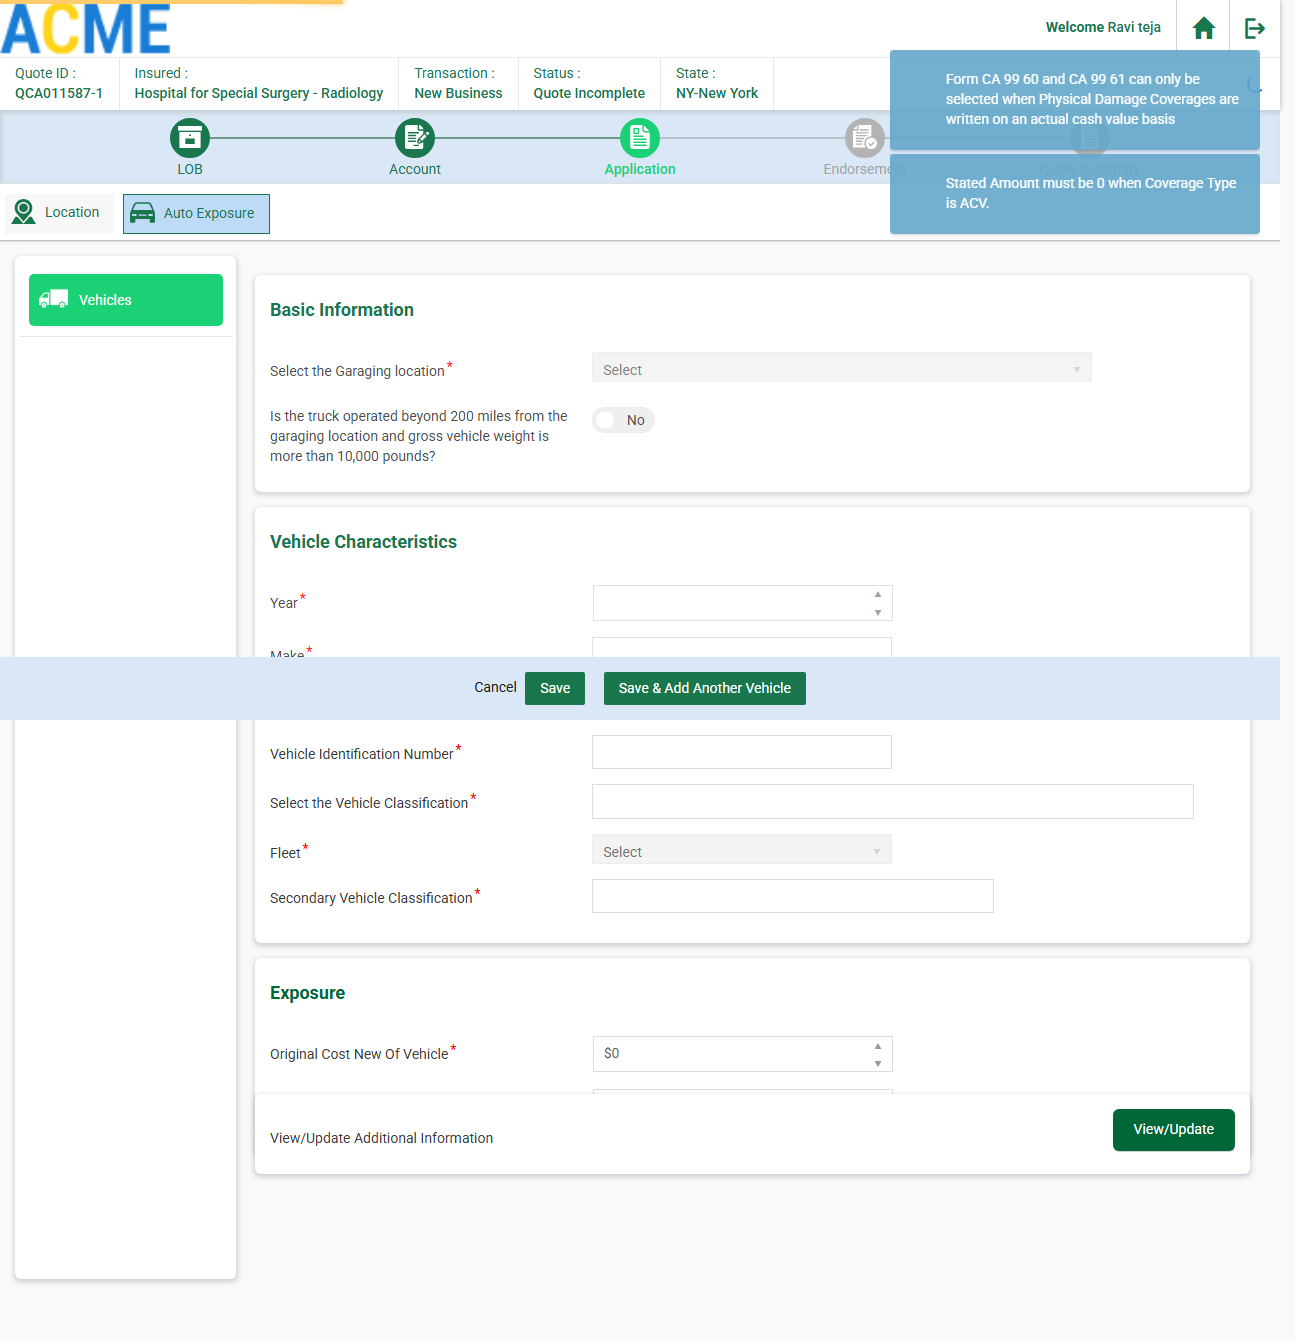 ACME
Welcome Ravi teja
Quote ID :
QCA011587-1
Insured :
Hospital for Special Surgery - Radiology
Transaction :
New Business
Status :
Quote Incomplete
State :
NY-New York
Form CA 99 60 and CA 99 61 can only be
selected when Physical Damage Coverages are
written on an actual cash value basis
Stated Amount must be 0 when Coverage Type
is ACV.
LOB
Account
Application
Endorsement
Quote Summary
Location
Auto Exposure
Vehicles
Basic Information
Select the Garaging location*
Select
Is the truck operated beyond 200 miles from the
garaging location and gross vehicle weight is
more than 10,000 pounds?
No
Vehicle Characteristics
Year*
Make*
Cancel
Save
Save & Add Another Vehicle
Vehicle Identification Number*
Select the Vehicle Classification*
Fleet*
Select
Secondary Vehicle Classification*
Exposure
Original Cost New Of Vehicle*
$0
View/Update Additional Information
View/Update